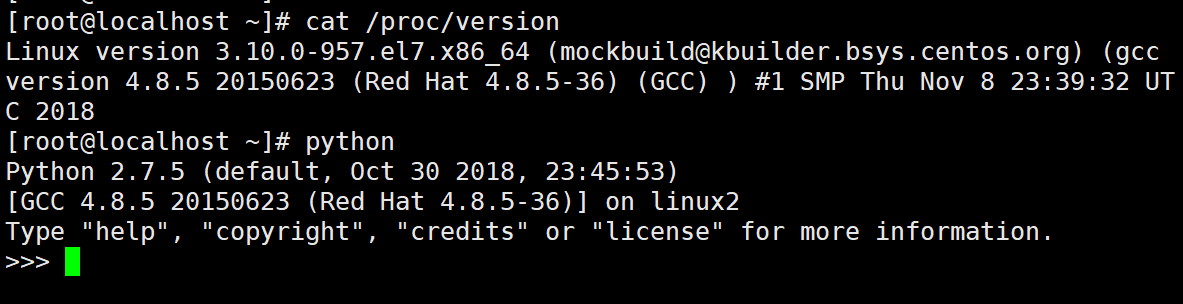 [root@localhost ~]# cat /proc/version
Linux version 3.10.0-957.el7.x86_64 (mockbuild@kbuilder.bsys.centos.org) (gcc
version 4.8.5 20150623 (Red Hat 4.8.5-36) (GCC) ) #1 SMP Thu Nov 8 23:39:32 UT
C 2018
[root@localhost ~]# python
Python 2.7.5 (default, Oct 30 2018, 23:45:53)
[GCC 4.8.5 20150623 (Red Hat 4.8.5-36)] on linux2
Type "help", "copyright", "credits" or "license" for more information.
>>>